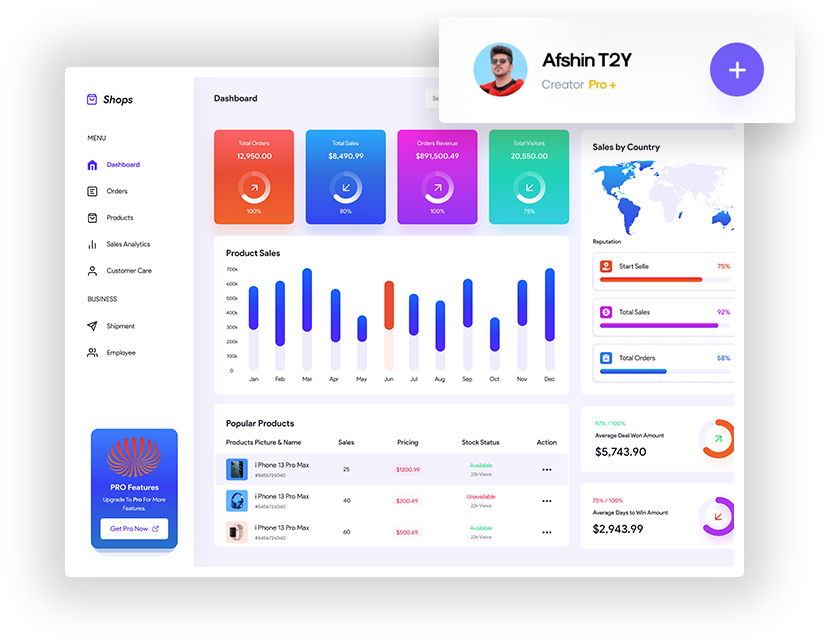 Afshin T2Y
Creator Pro +
Shops
MENU
Dashboard
Orders
Products
Sales Analytics
Customer Care
BUSINESS
Shipment
Employee
PRO Features
Upgrade To Pro For More
Features.
Get Pro Now
Dashboard
Se
Total Orders
12,950.00
100%
Total Sales
$8,490.99
80%
Orders Revenue
$891,500.49
100%
Total Visitors
20,550.00
75%
Product Sales
700k
600k
500k
400k
300k
200k
100k
0
Jan Feb Mar Apr May Jun Jul Aug Sep Oct Nov Dec
Popular Products
Products Picture & Name Sales Pricing Stock Status Action
i Phone 13 Pro Max
#5456726040
25 $1200.99
Available
22k Views
i Phone 13 Pro Max
#5456726040
40 $200.49
Unavailable
22k Views
i Phone 13 Pro Max
#5456726040
60 $500.69
Available
22k Views
Sales by Country
Reputation
Start Selle 75%
Total Sales 92%
Total Orders 58%
97% / 100%
Average Deal Won Amount
$5,743.90
75% / 100%
Average Days to Win Amount
$2,943.99